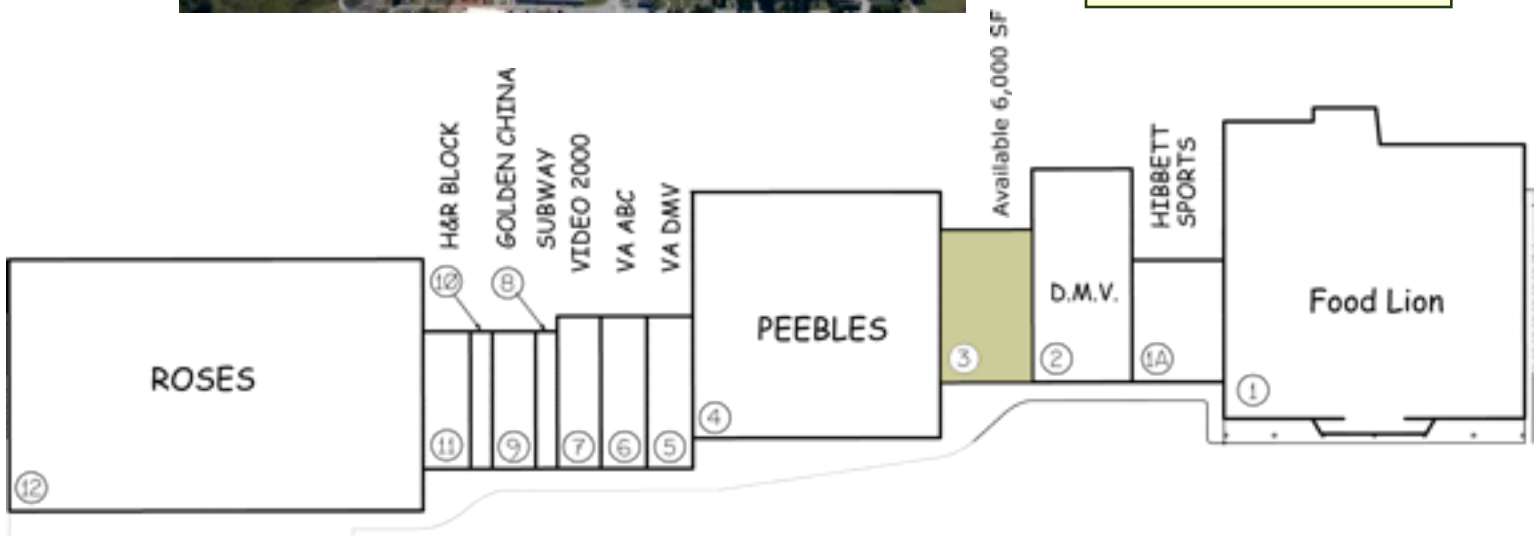 Available 6,000 SF
H&R BLOCK
GOLDEN CHINA
SUBWAY
VIDEO 2000
VA ABC
VA DMV
HIBBETT
SPORTS
10
8
ROSES
PEEBLES
D.M.V.
Food Lion
12
11
9
7
6
5
4
3
2
1A
1